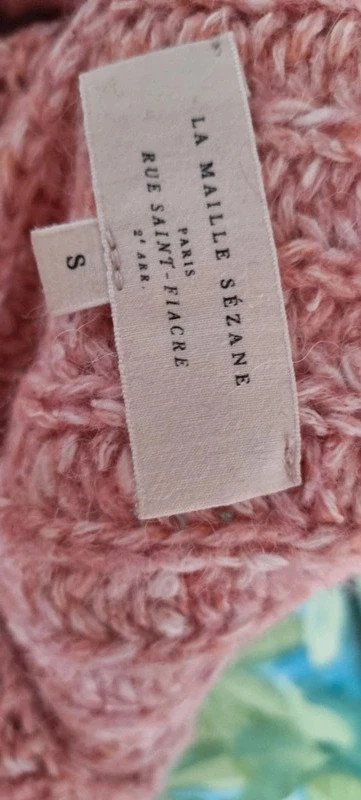 LA MAILLE SÉZANE
PARIS
RUE SAINT-FIACRE
2ᵉ ARR.
S